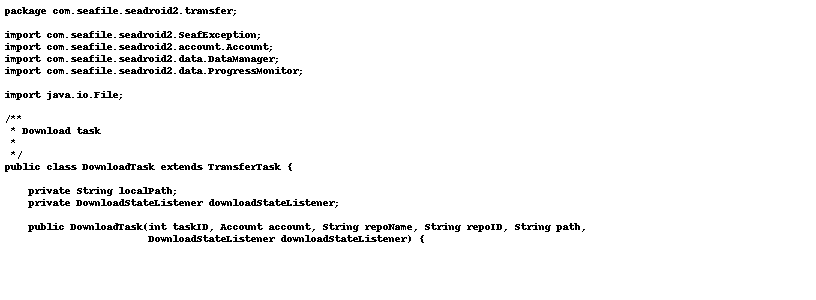 package com.seafile.seadroid2.transfer;

import com.seafile.seadroid2.SeafException;
import com.seafile.seadroid2.account.Account;
import com.seafile.seadroid2.data.DataManager;
import com.seafile.seadroid2.data.ProgressMonitor;

import java.io.File;

/**
 * Download task
 *
 */
public class DownloadTask extends TransferTask {

    private String localPath;
    private DownloadStateListener downloadStateListener;

    public DownloadTask(int taskID, Account account, String repoName, String repoID, String path,
                        DownloadStateListener downloadStateListener) {